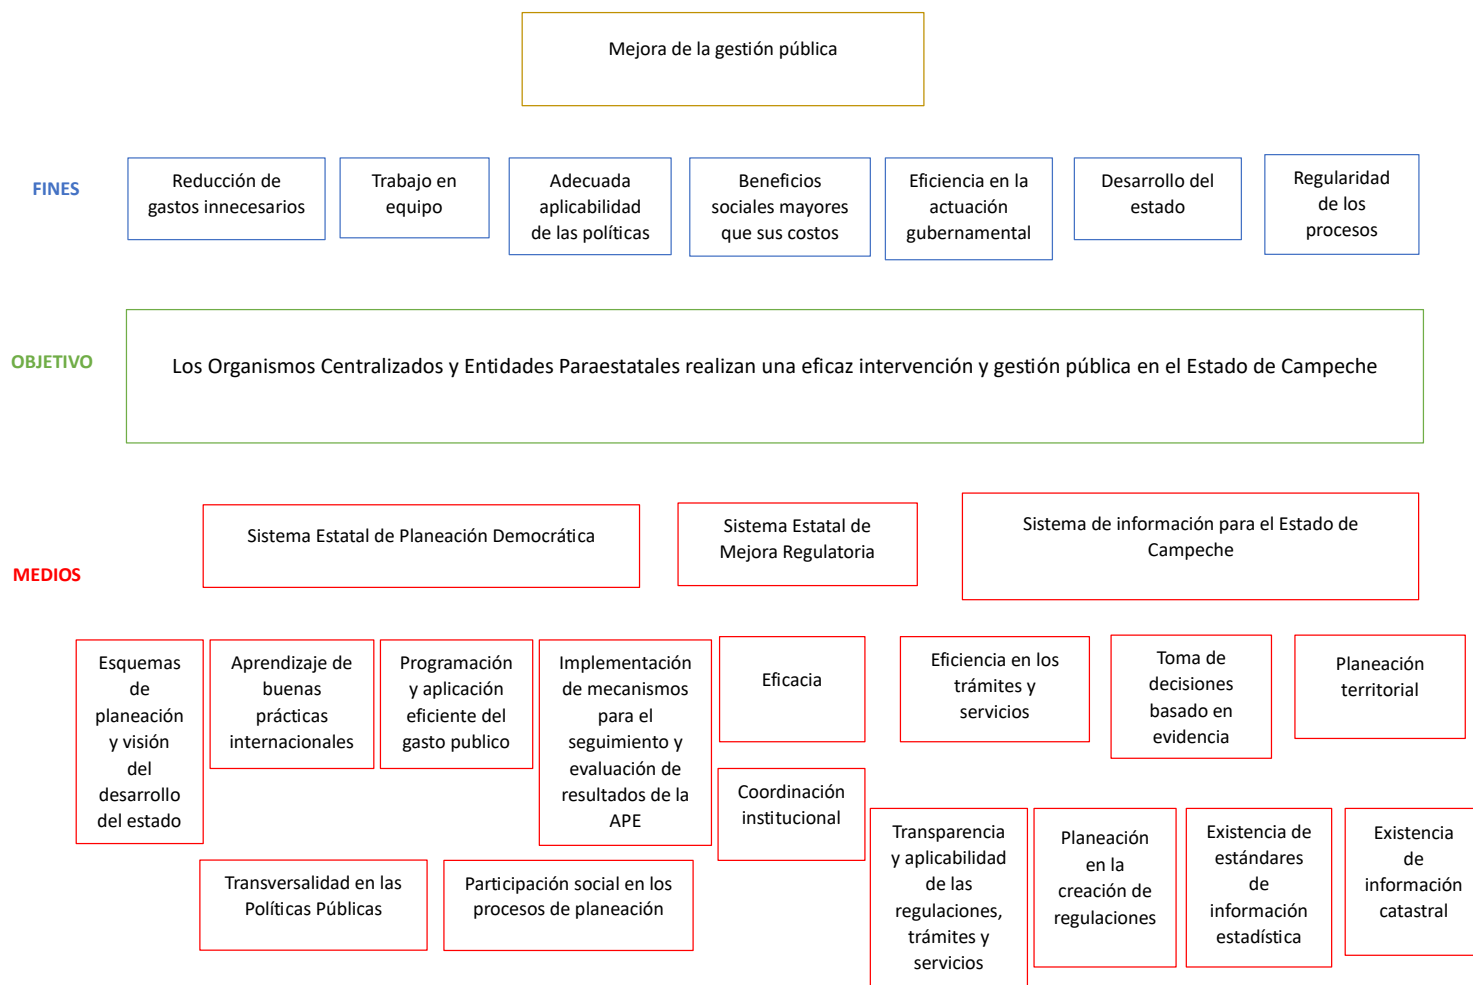 Mejora de la gestión pública
FINES
Reducción de
gastos innecesarios
Trabajo en
equipo
Adecuada
aplicabilidad
de las políticas
Beneficios
sociales mayores
que sus costos
Eficiencia en la
actuación
gubernamental
Desarrollo del
estado
Regularidad
de los
procesos
OBJETIVO
Los Organismos Centralizados y Entidades Paraestatales realizan una eficaz intervención y gestión pública en el Estado de Campeche
MEDIOS
Sistema Estatal de Planeación Democrática
Sistema Estatal de
Mejora Regulatoria
Sistema de información para el Estado de
Campeche
Esquemas
de
planeación
y visión
del
desarrollo
del estado
Aprendizaje de
buenas
prácticas
internacionales
Programación
y aplicación
eficiente del
gasto publico
Implementación
de mecanismos
para el
seguimiento y
evaluación de
resultados de la
APE
Eficacia
Eficiencia en los
trámites y
servicios
Toma de
decisiones
basado en
evidencia
Planeación
territorial
Coordinación
institucional
Transversalidad en las
Políticas Públicas
Participación social en los
procesos de planeación
Transparencia
y aplicabilidad
de las
regulaciones,
trámites y
servicios
Planeación
en la
creación de
regulaciones
Existencia de
estándares
de
información
estadística
Existencia
de
información
catastral